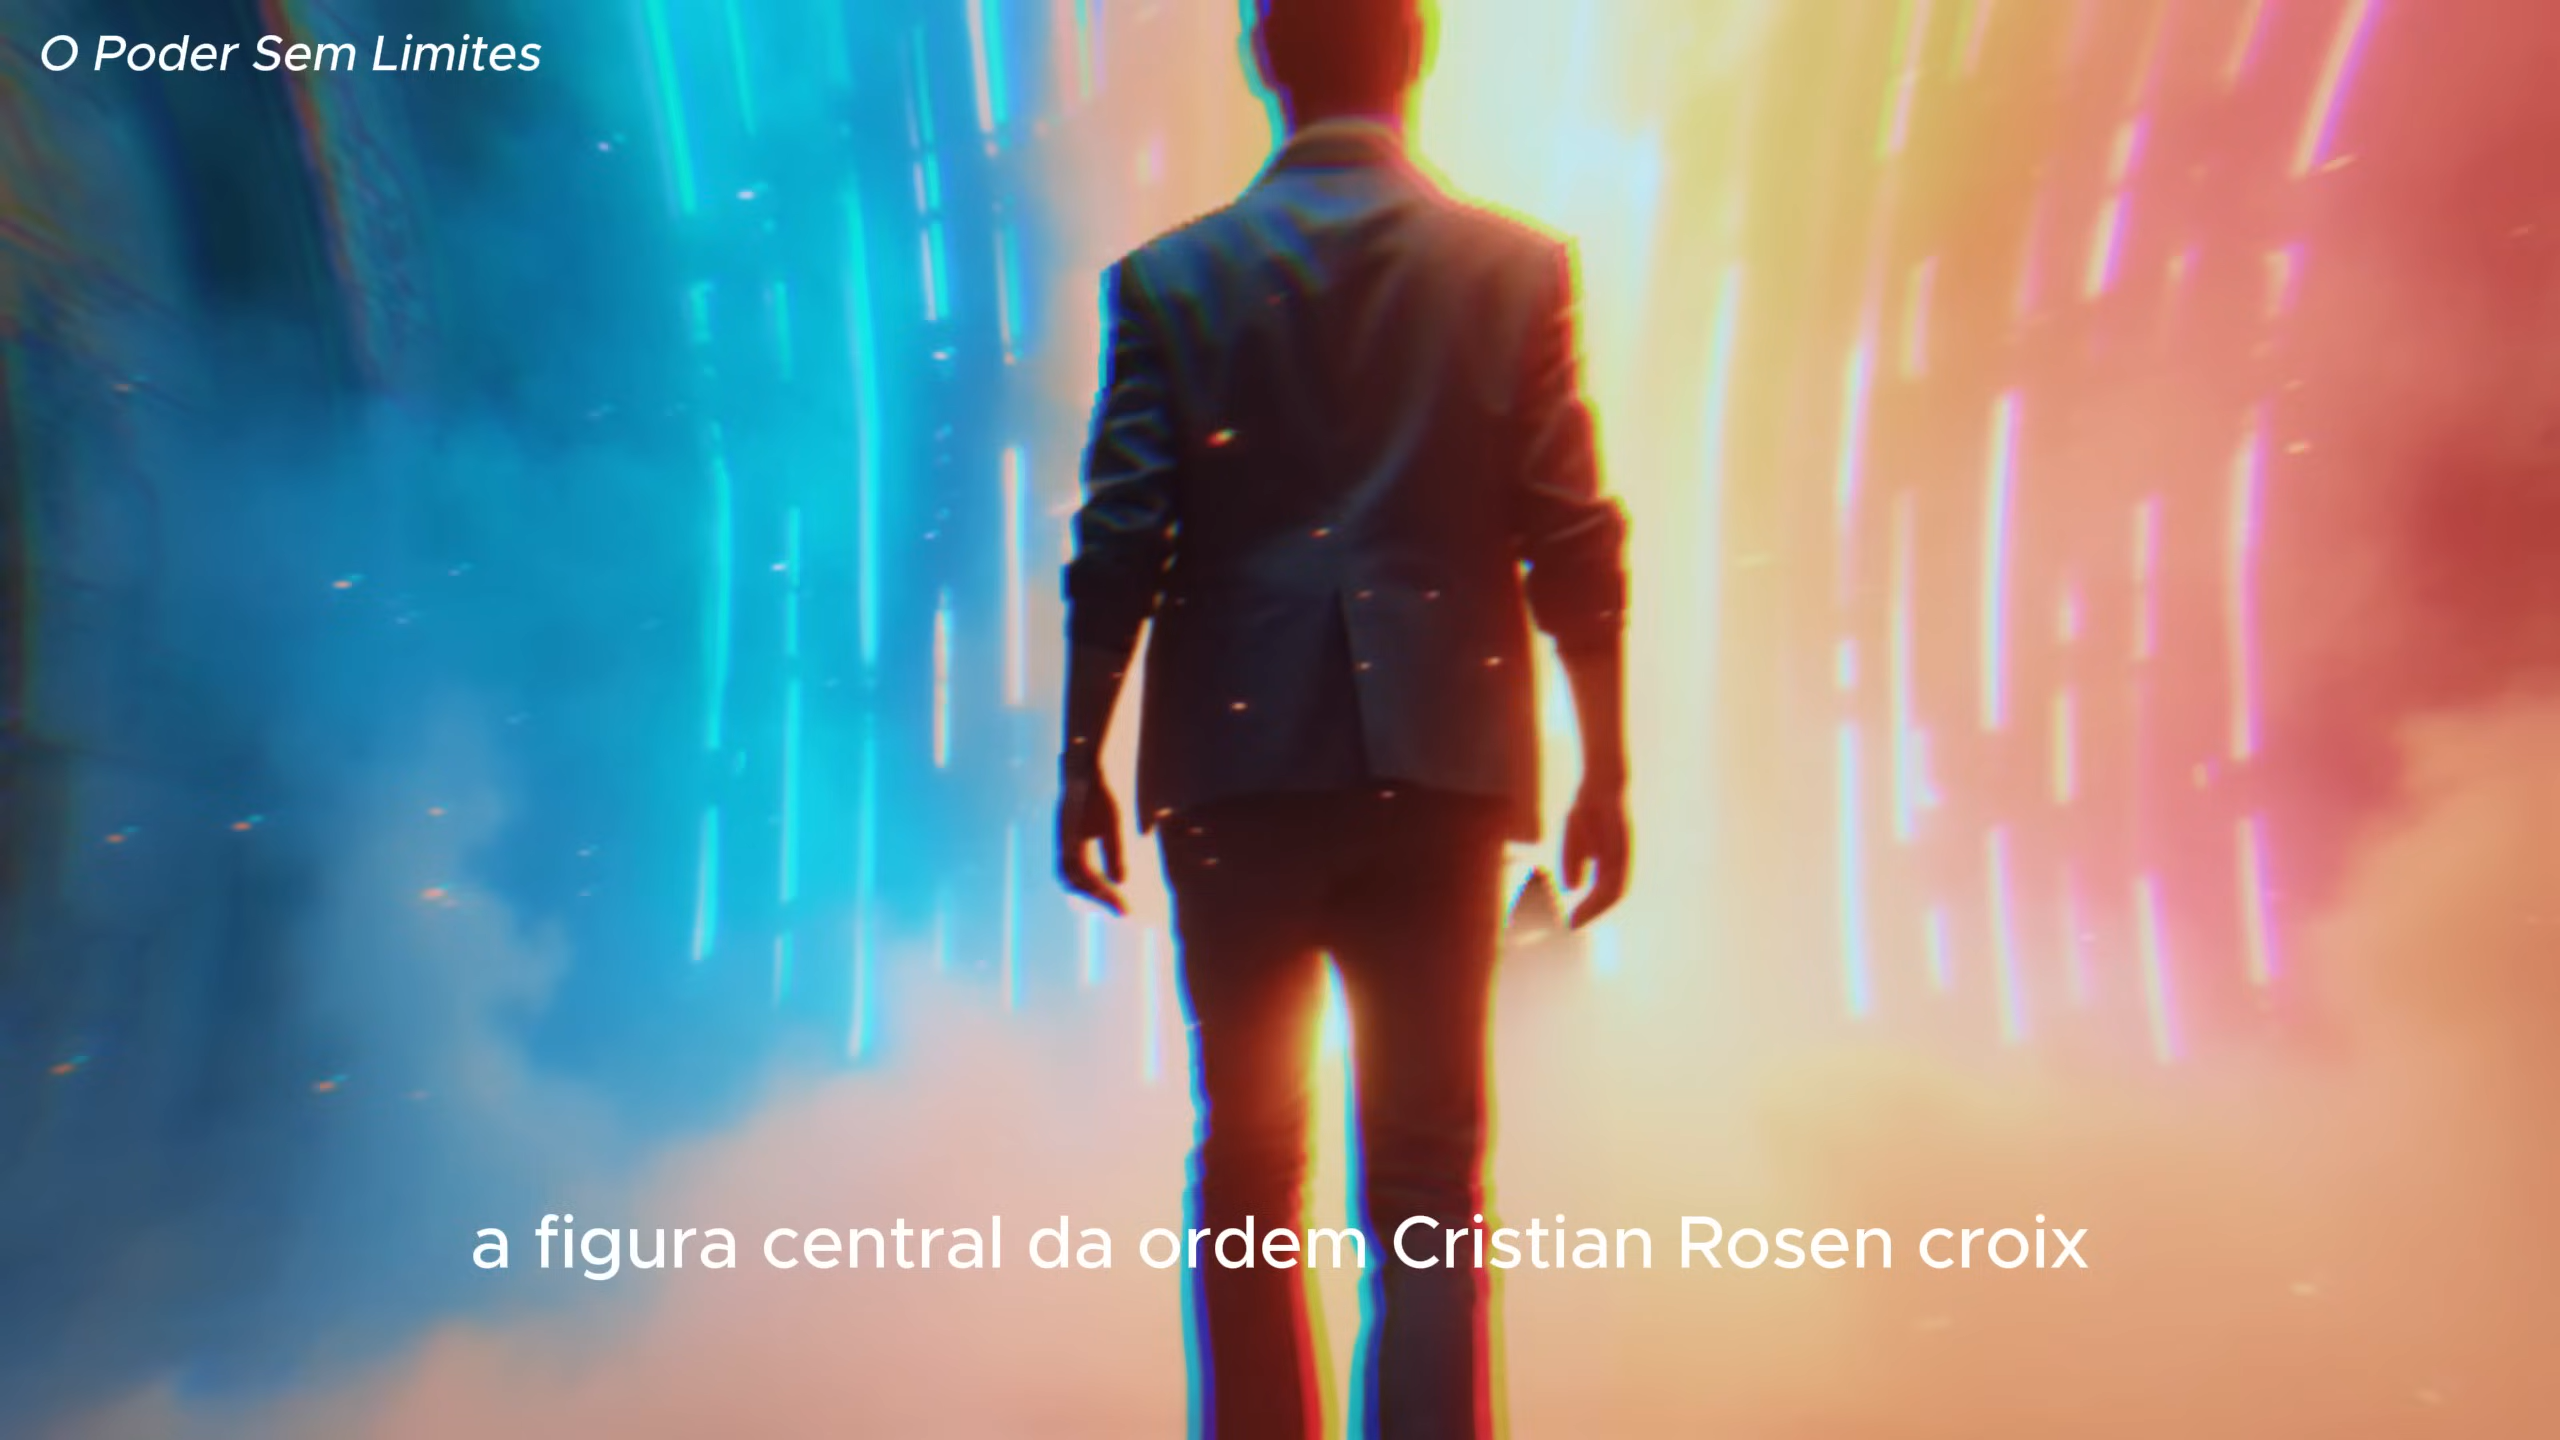 O Poder Sem Limites
a figura central da ordem Cristian Rosen croix